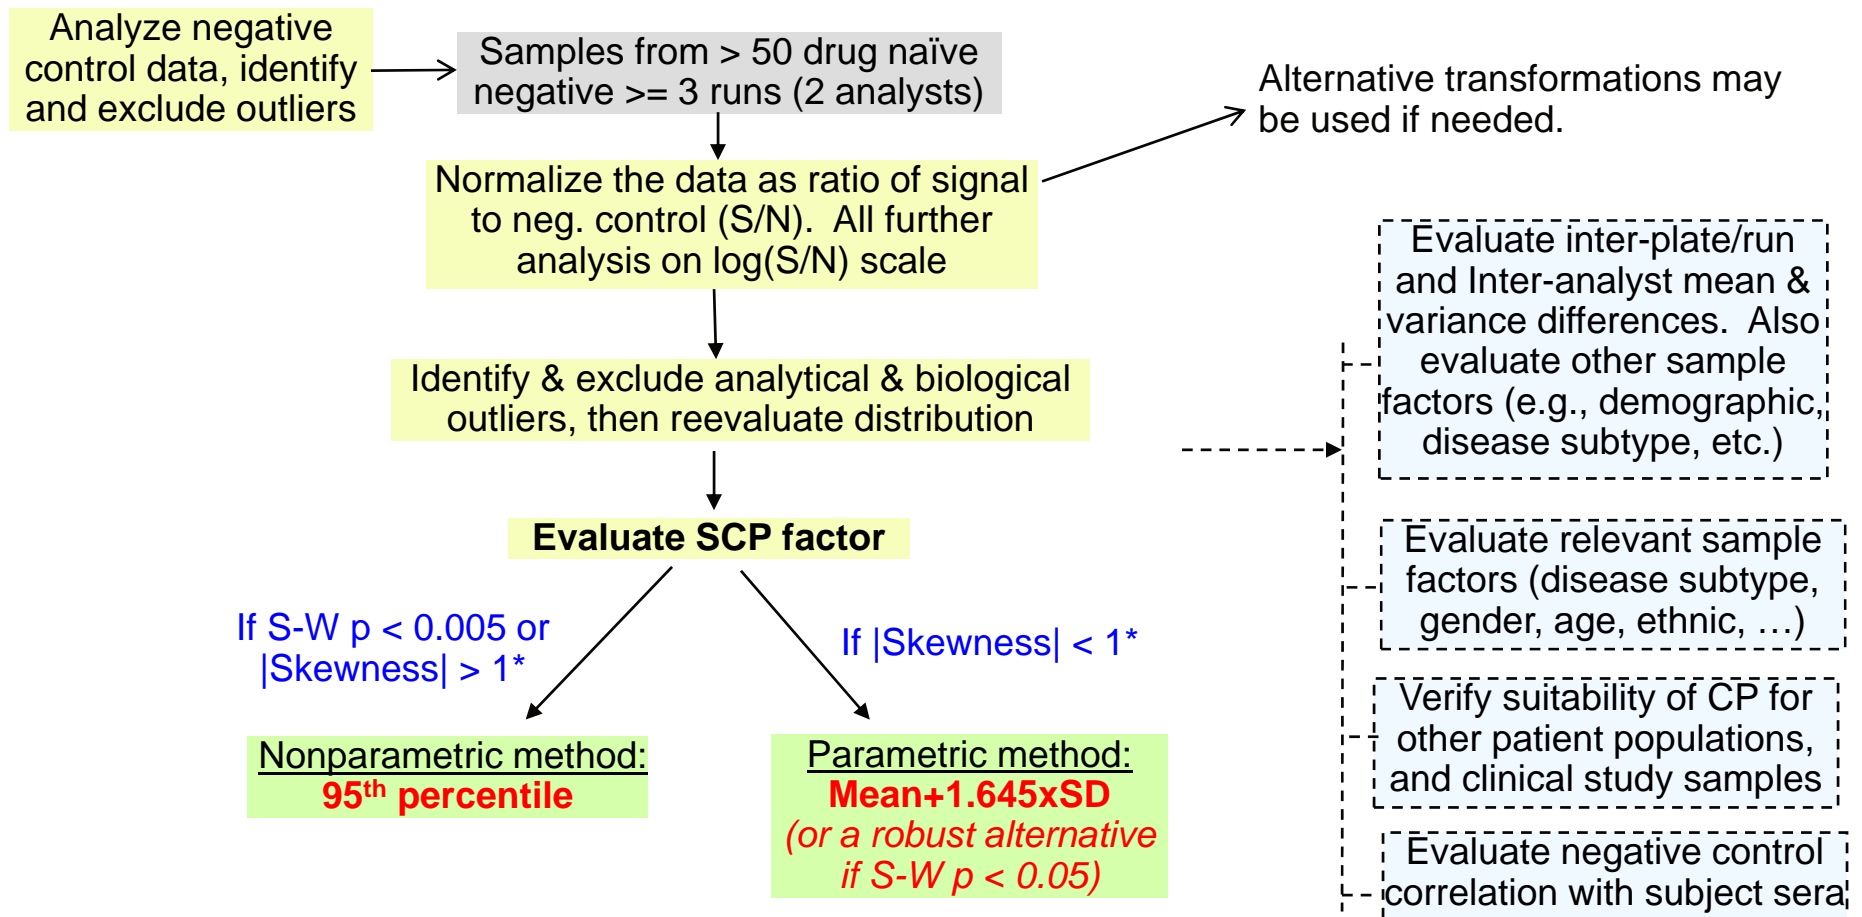 Analyze negative
control data, identify
and exclude outliers
Samples from > 50 drug naïve
negative >= 3 runs (2 analysts)
Alternative transformations may
be used if needed.
Normalize the data as ratio of signal
to neg. control (S/N).  All further
analysis on log(S/N) scale
Identify & exclude analytical & biological
outliers, then reevaluate distribution
Evaluate SCP factor
If S-W p < 0.005 or
|Skewness| > 1*
If |Skewness| < 1*
Nonparametric method:
95th percentile
Parametric method:
Mean+1.645xSD
(or a robust alternative
if S-W p < 0.05)
Evaluate inter-plate/run
and Inter-analyst mean &
variance differences.  Also
evaluate other sample
factors (e.g., demographic,
disease subtype, etc.)
Evaluate relevant sample
factors (disease subtype,
gender, age, ethnic, …)
Verify suitability of CP for
other patient populations,
and clinical study samples
Evaluate negative control
correlation with subject sera